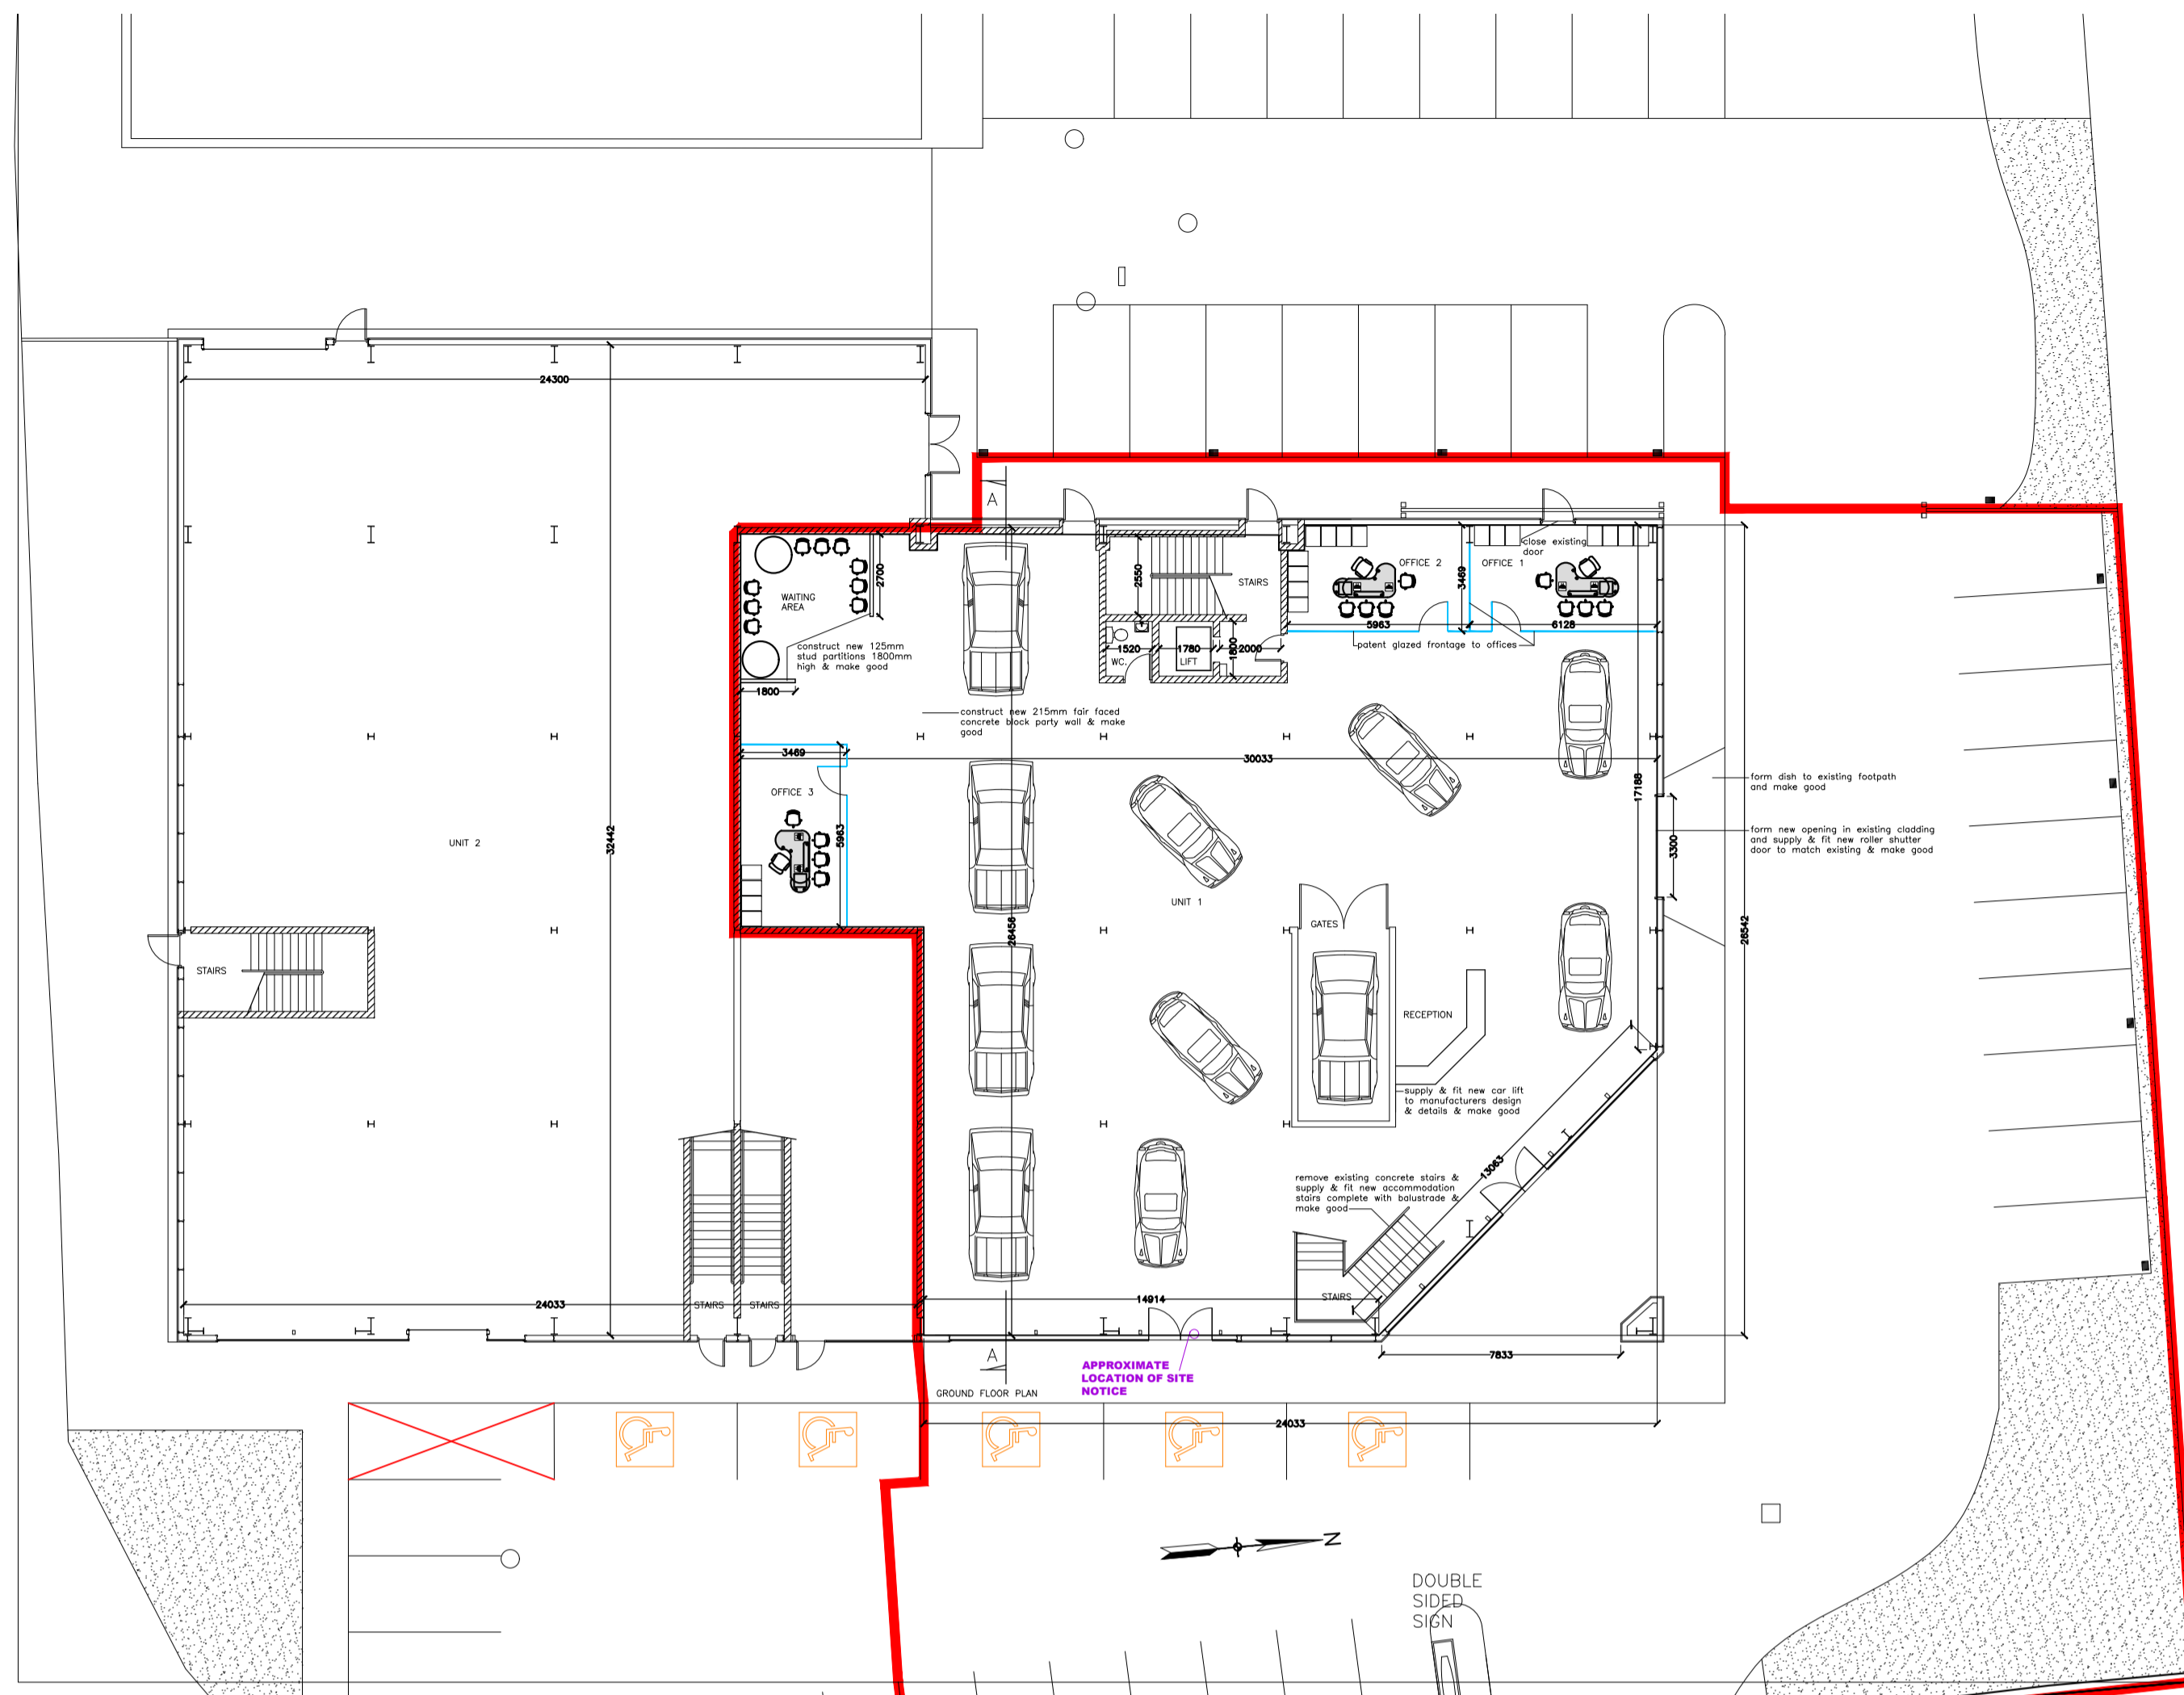 24300
A
WAITING
AREA
2700
2550
STAIRS
OFFICE 2
OFFICE 1
close existing
door
3469
5963
6128
patent glazed frontage to offices
1520
1780
1800
2000
WC.
LIFT
construct new 125mm
stud partitions 1800mm
high & make good
1800
construct new 215mm fair faced
concrete block party wall & make
good
3469
30033
OFFICE 3
5963
17188
form dish to existing footpath
and make good
form new opening in existing cladding
and supply & fit new roller shutter
door to match existing & make good
3300
UNIT 2
32442
UNIT 1
GATES
26458
26542
STAIRS
RECEPTION
supply & fit new car lift
to manufacturers design
& details & make good
13063
remove existing concrete stairs &
supply & fit new accommodation
stairs complete with balustrade &
make good
24033
STAIRS
STAIRS
14914
STAIRS
A
7833
APPROXIMATE
LOCATION OF SITE
NOTICE
GROUND FLOOR PLAN
24033
N
DOUBLE
SIDED
SIGN